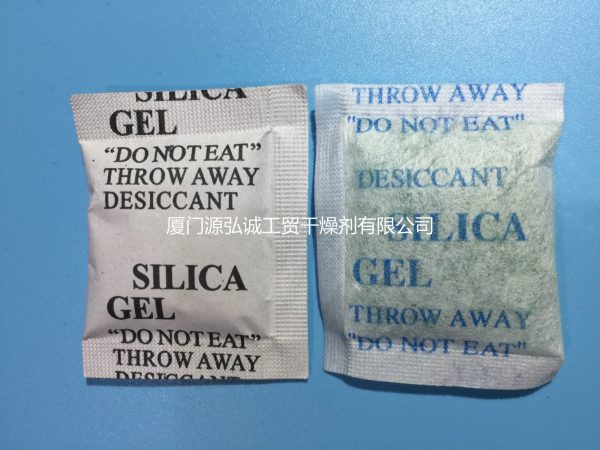 SILICA
GEL
"DO NOT EAT"
THROW AWAY
DESICCANT
SILICA
GEL
"DO NOT EAT"
THROW AWAY
DESICCANT
THROW AWAY
"DO NOT EAT"
DESICCANT
SILICA
GEL
THROW AWAY
"DO NOT EAT"
厦门源弘诚工贸干燥剂有限公司